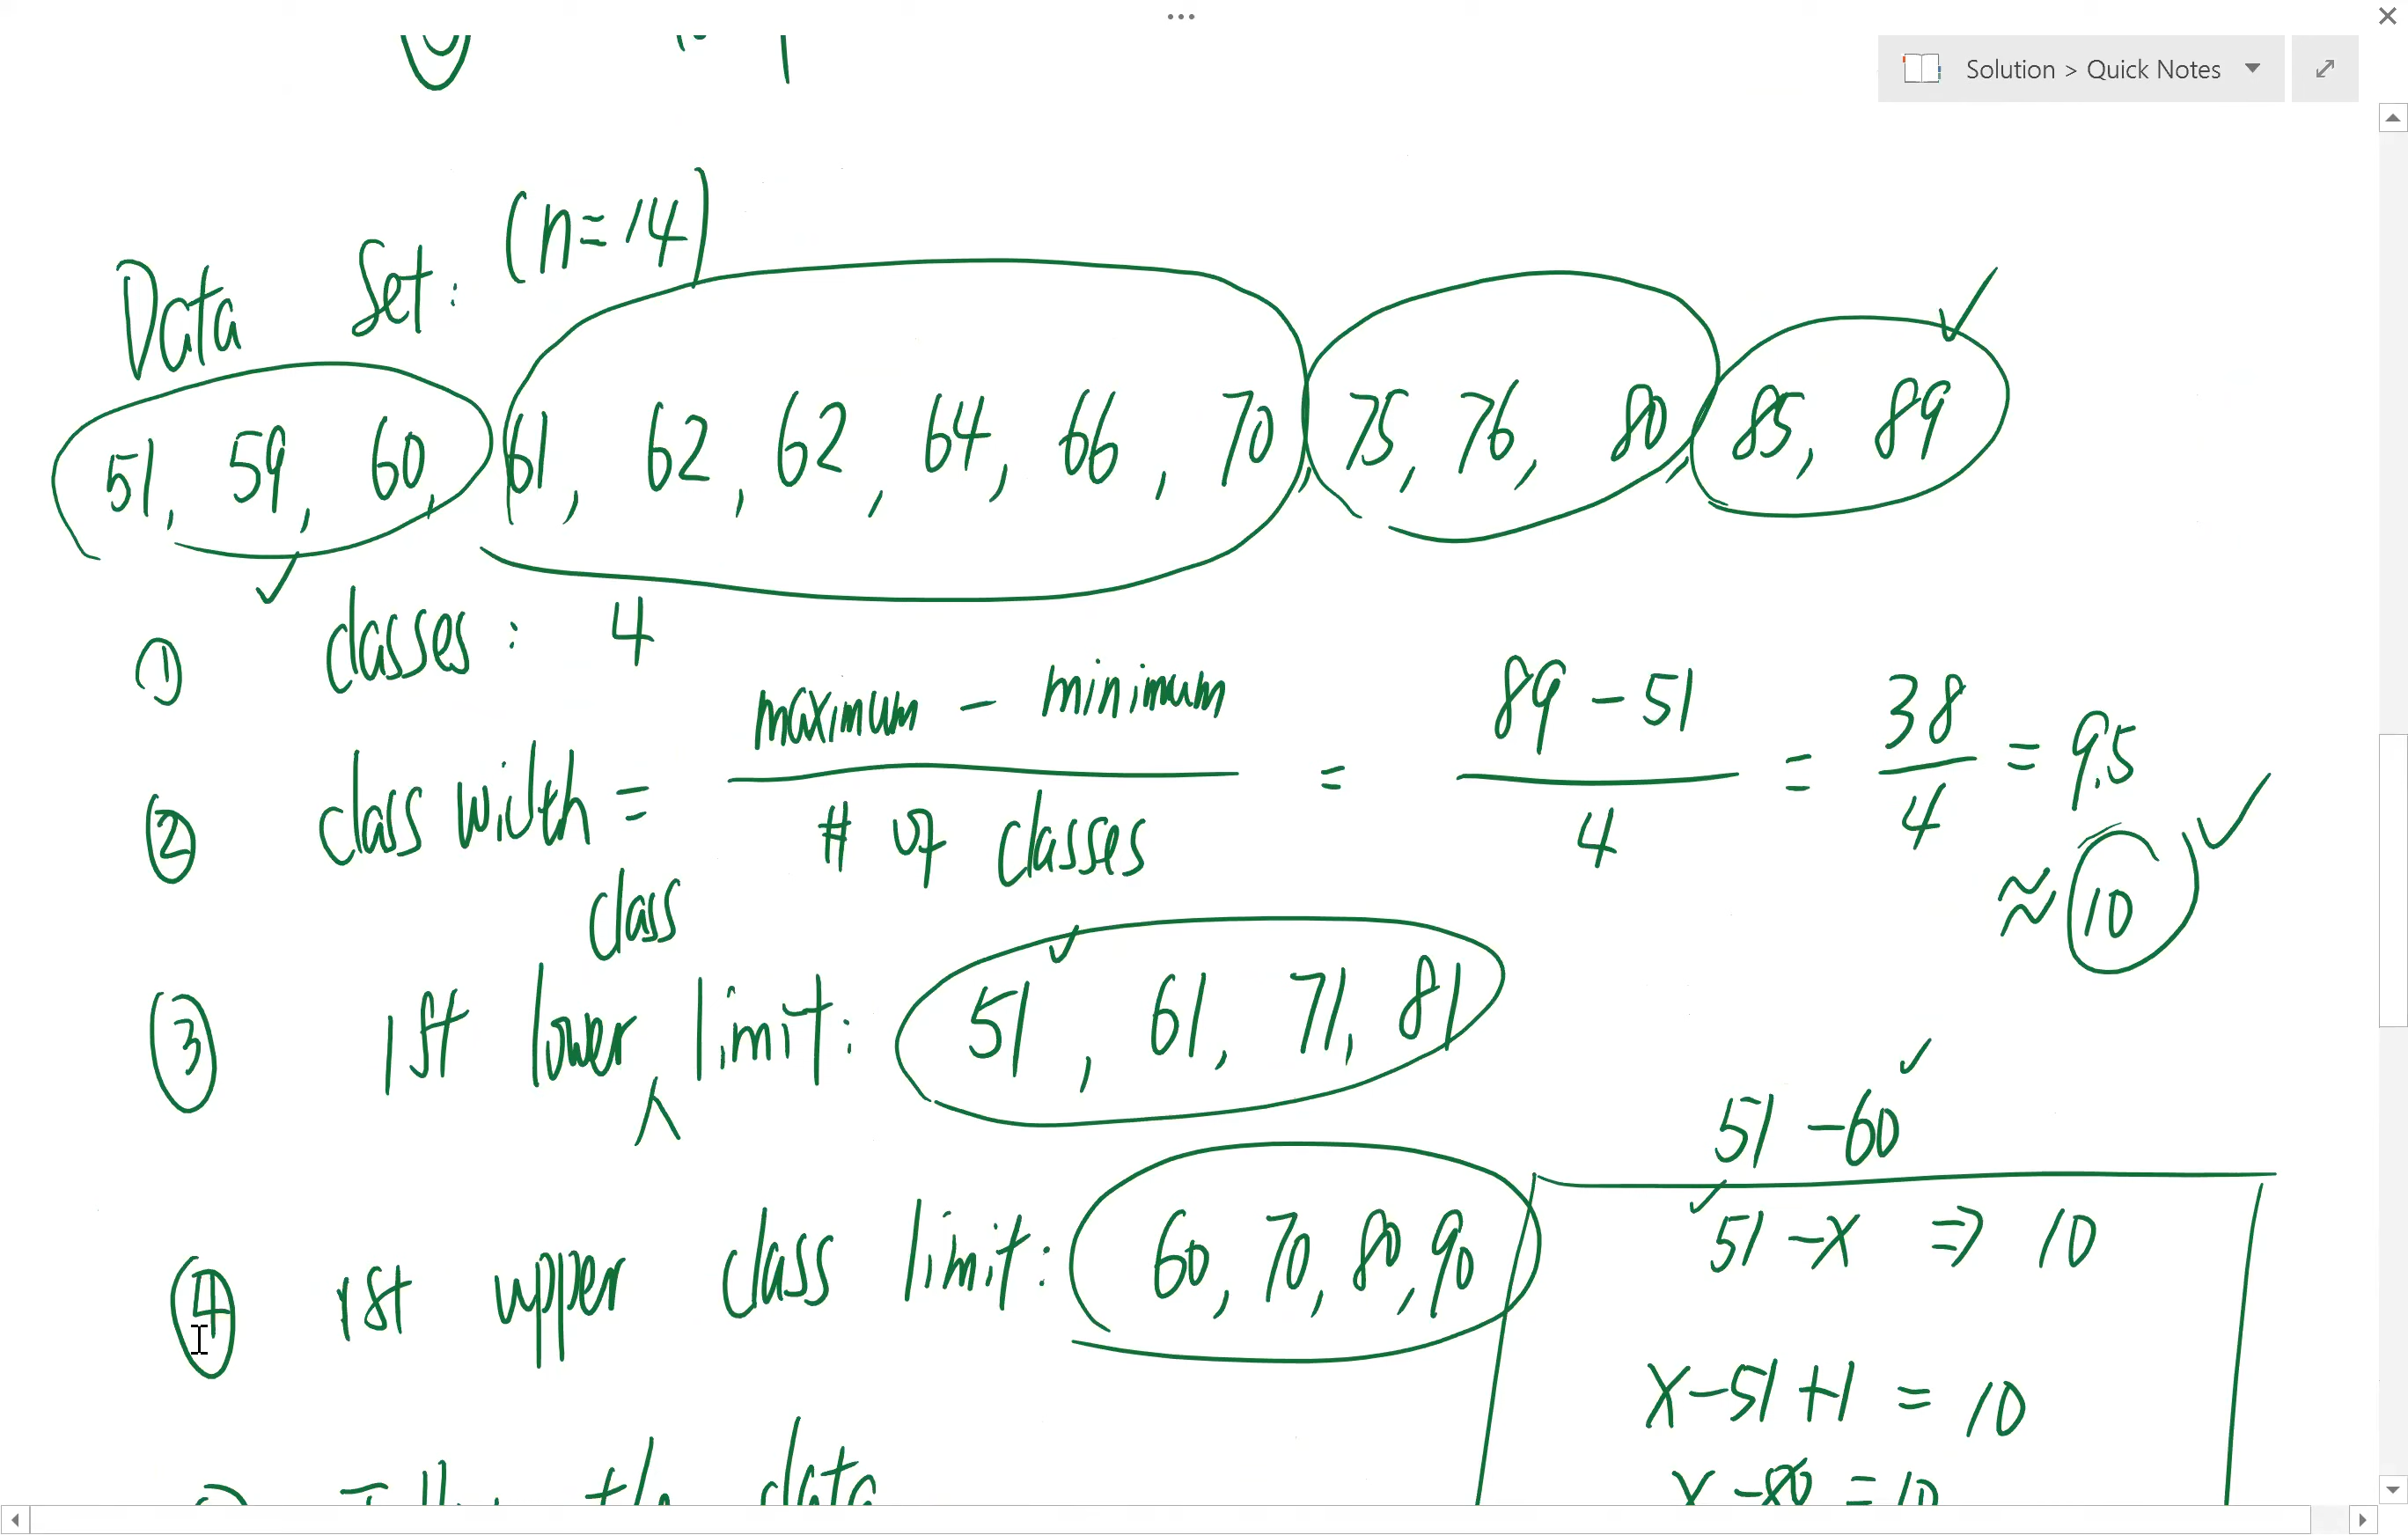 Solution > Quick Notes
(n=14)
Data Set:
51, 59, 60, 61, 62, 62, 64, 66, 70, 75, 76, 80, 85, 89
① classes: 4
② class width = maximum - minimum / # of classes = 89-51 / 4 = 38 / 4 = 9.5
≈ 10
class
③ 1st lower limit: 51, 61, 71, 81
51-60
④ 1st upper class limit: 60, 70, 80, 90
51-x => 10
x-51+1 = 10